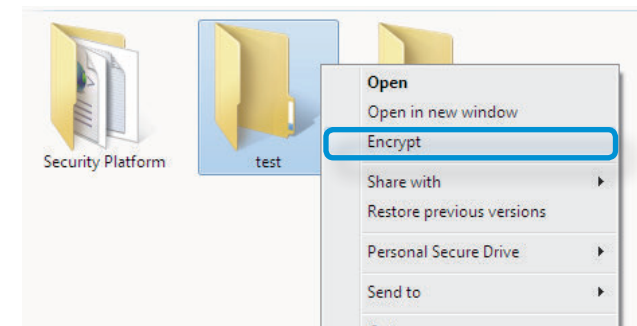 Security Platform
test
Open
Open in new window
Encrypt
Share with
Restore previous versions
Personal Secure Drive
Send to